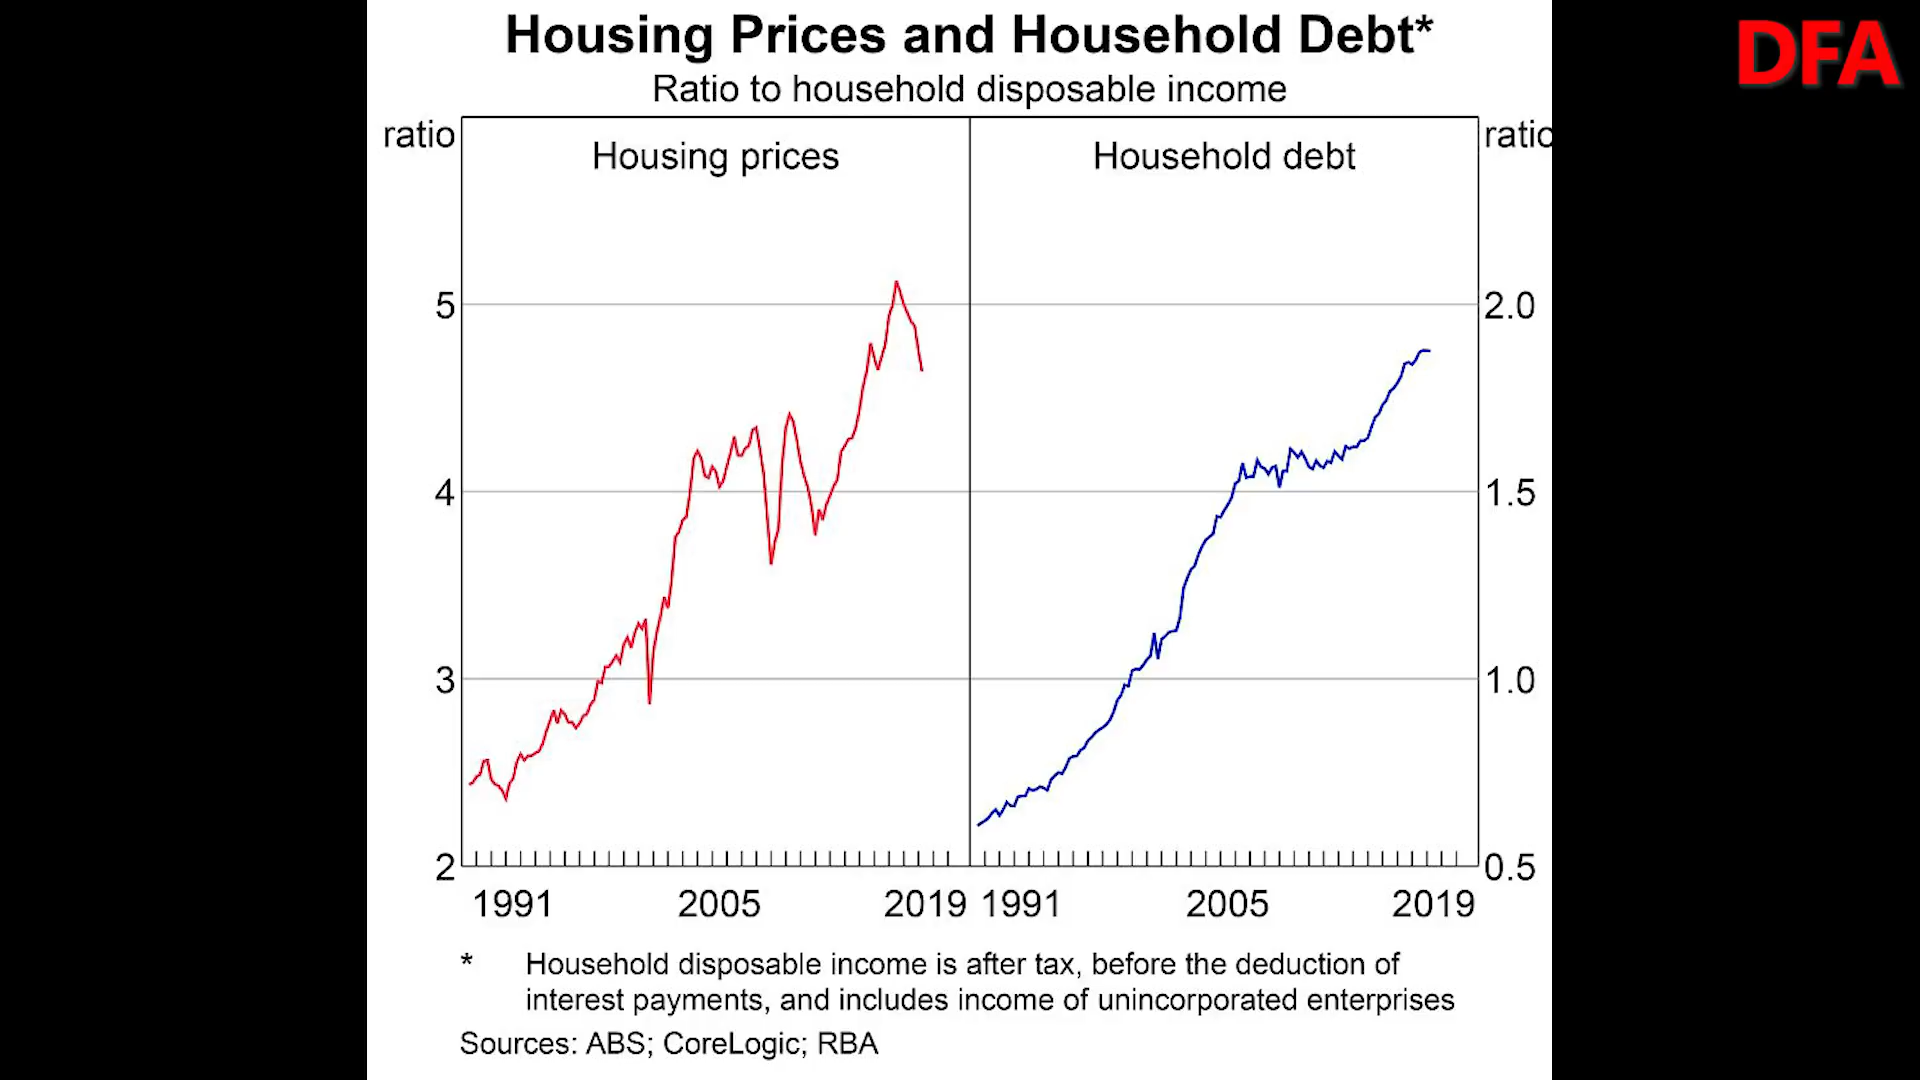 Housing Prices and Household Debt*
DFA
Ratio to household disposable income
ratio
ratio
Housing prices
Household debt
5
2.0
4
1.5
3
1.0
2
0.5
1991
2005
2019
1991
2005
2019
* Household disposable income is after tax, before the deduction of
interest payments, and includes income of unincorporated enterprises
Sources: ABS; CoreLogic; RBA